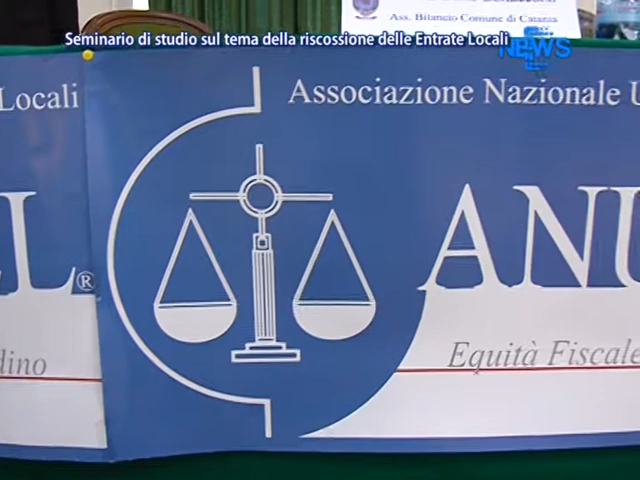 Ass. Bilancio Comune di Catania
Seminario di studio sul tema della riscossione delle Entrate Locali
NEWS
Locali
Associazione Nazionale U
L®
ANU
dino
Equità Fiscale